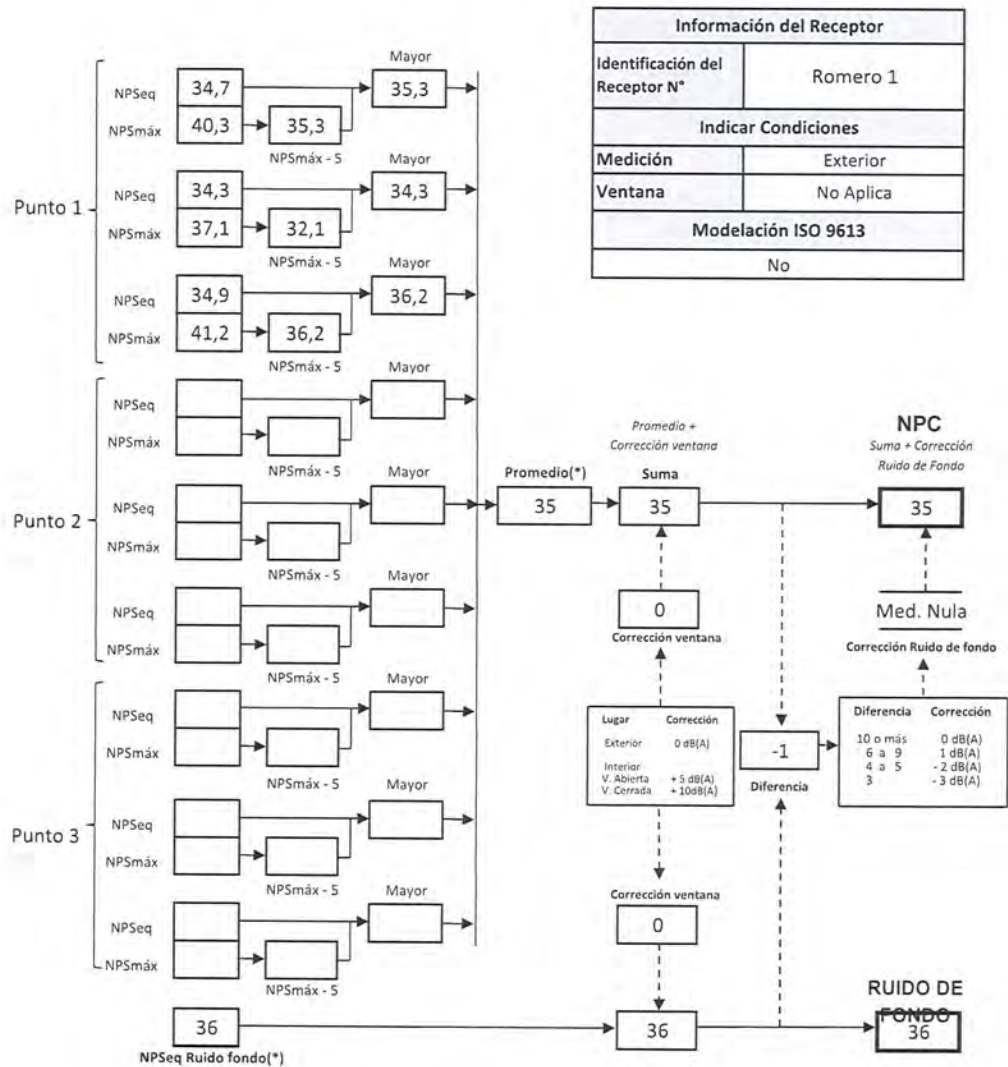 Información del Receptor
Identificación del Receptor N° Romero 1
Indicar Condiciones
Medición Exterior
Ventana No Aplica
Modelación ISO 9613
No
Punto 1
Mayor
NPSeq 34,7 35,3
NPSmáx 40,3 35,3
NPSmáx - 5
Mayor
NPSeq 34,3 34,3
NPSmáx 37,1 32,1
NPSmáx - 5
Mayor
NPSeq 34,9 36,2
NPSmáx 41,2 36,2
NPSmáx - 5
Punto 2
Mayor
NPSeq
NPSmáx
NPSmáx - 5
Mayor
NPSeq
NPSmáx
NPSmáx - 5
Mayor
NPSeq
NPSmáx
NPSmáx - 5
Punto 3
Mayor
NPSeq
NPSmáx
NPSmáx - 5
Mayor
NPSeq
NPSmáx
NPSmáx - 5
Mayor
NPSeq
NPSmáx
NPSmáx - 5
Promedio(*)
35
Promedio +
Corrección ventana
Suma
35
NPC
Suma + Corrección
Ruido de Fondo
35
0
Corrección ventana
Med. Nula
Corrección Ruido de fondo
Lugar Corrección
Exterior 0 dB(A)
Interior
V. Abierta + 5 dB(A)
V. Cerrada + 10dB(A)
-1
Diferencia
Diferencia Corrección
10 o más 0 dB(A)
6 a 9 1 dB(A)
4 a 5 - 2 dB(A)
3 - 3 dB(A)
Corrección ventana
0
36
NPSeq Ruido fondo(*)
36
RUIDO DE
FONDO
36